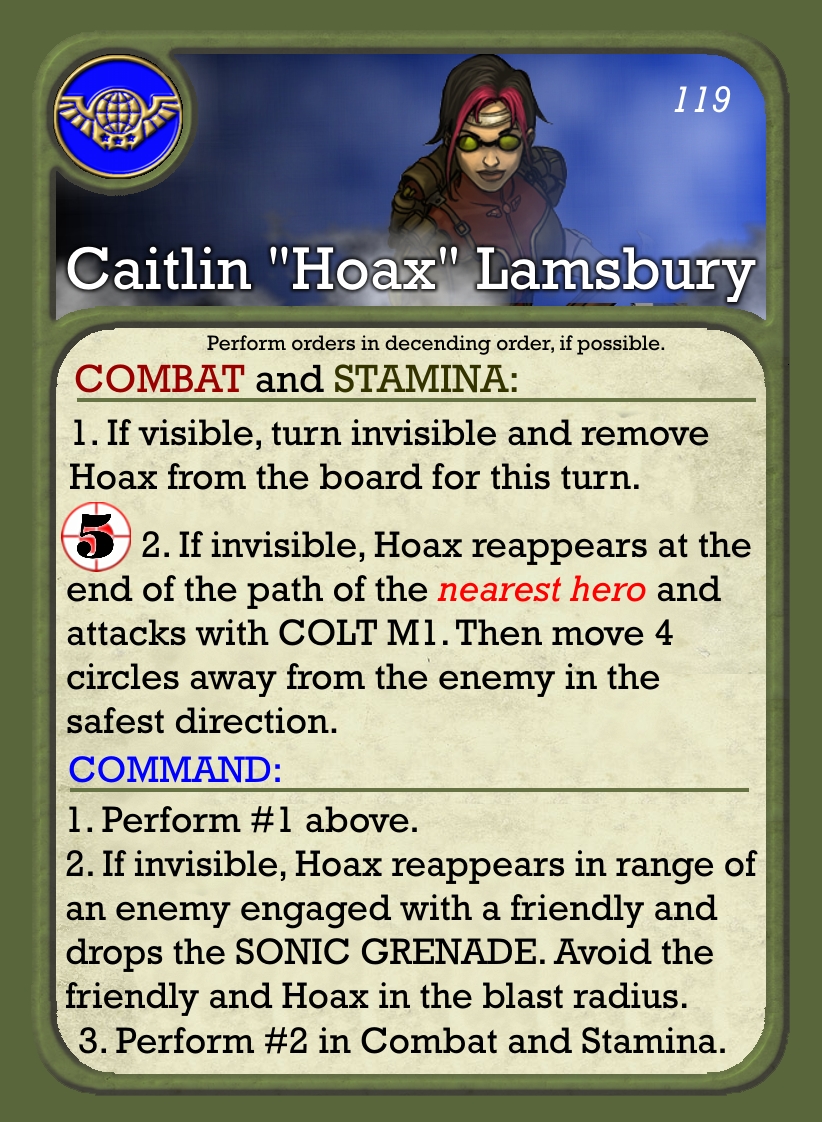 119
Caitlin "Hoax" Lamsbury
Perform orders in decending order, if possible.
COMBAT and STAMINA:
1. If visible, turn invisible and remove
Hoax from the board for this turn.
5 2. If invisible, Hoax reappears at the
end of the path of the nearest hero and
attacks with COLT M1. Then move 4
circles away from the enemy in the
safest direction.
COMMAND:
1. Perform #1 above.
2. If invisible, Hoax reappears in range of
an enemy engaged with a friendly and
drops the SONIC GRENADE. Avoid the
friendly and Hoax in the blast radius.
3. Perform #2 in Combat and Stamina.